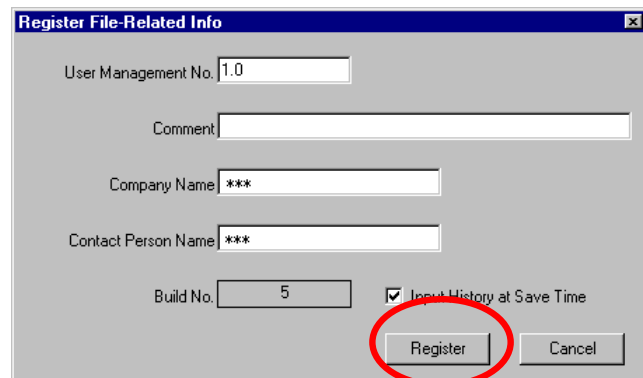 Register File-Related Info
User Management No. 1.0
Comment
Company Name ***
Contact Person Name ***
Build No. 5 Input History at Save Time
Register Cancel